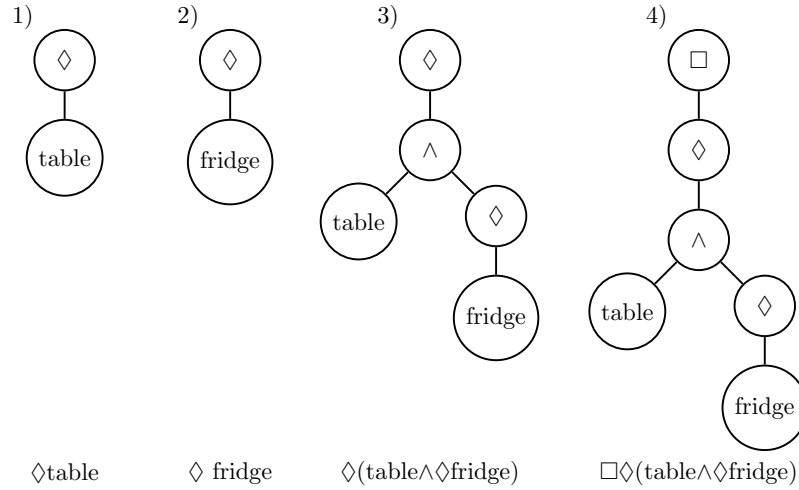 1) 2) 3) 4)
◊ ◊ ◊ □
table fridge ∧ ◊
table ◊ ∧
fridge table ◊
fridge
◊table ◊ fridge ◊(table∧◊fridge) □◊(table∧◊fridge)